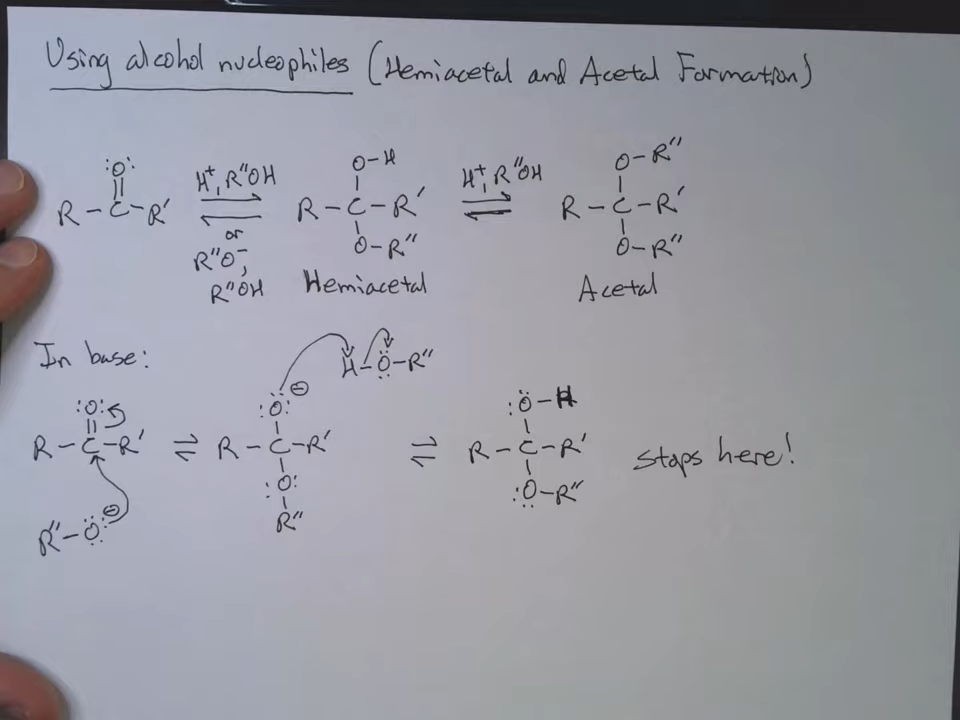 Using alcohol nucleophiles (Hemiacetal and Acetal Formation)
:O: H⁺, R″OH O–H H⁺, R″OH O–R″
R–C–R′ ⇌ R–C–R′ ⇌ R–C–R′
or O–R″ O–R″
R″O⁻,
R″OH Hemiacetal Acetal
In base: H–Ö–R″
:O: :Ö:⊖ :Ö–H
R–C–R′ ⇌ R–C–R′ ⇌ R–C–R′ stops here!
R″–Ö:⊖ :O: :Ö–R″
R″